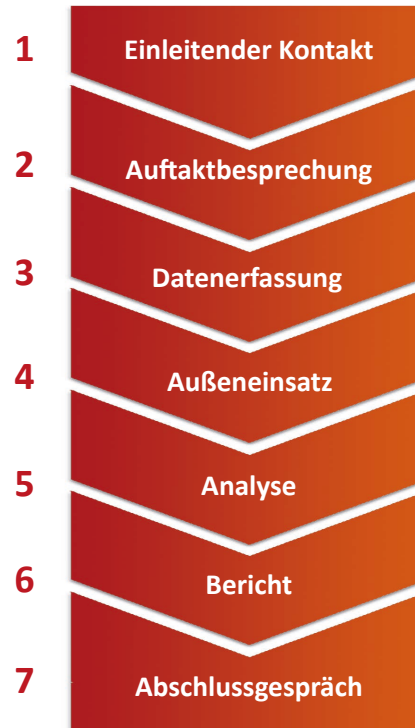 1 Einleitender Kontakt
2 Auftaktbesprechung
3 Datenerfassung
4 Außeneinsatz
5 Analyse
6 Bericht
7 Abschlussgespräch